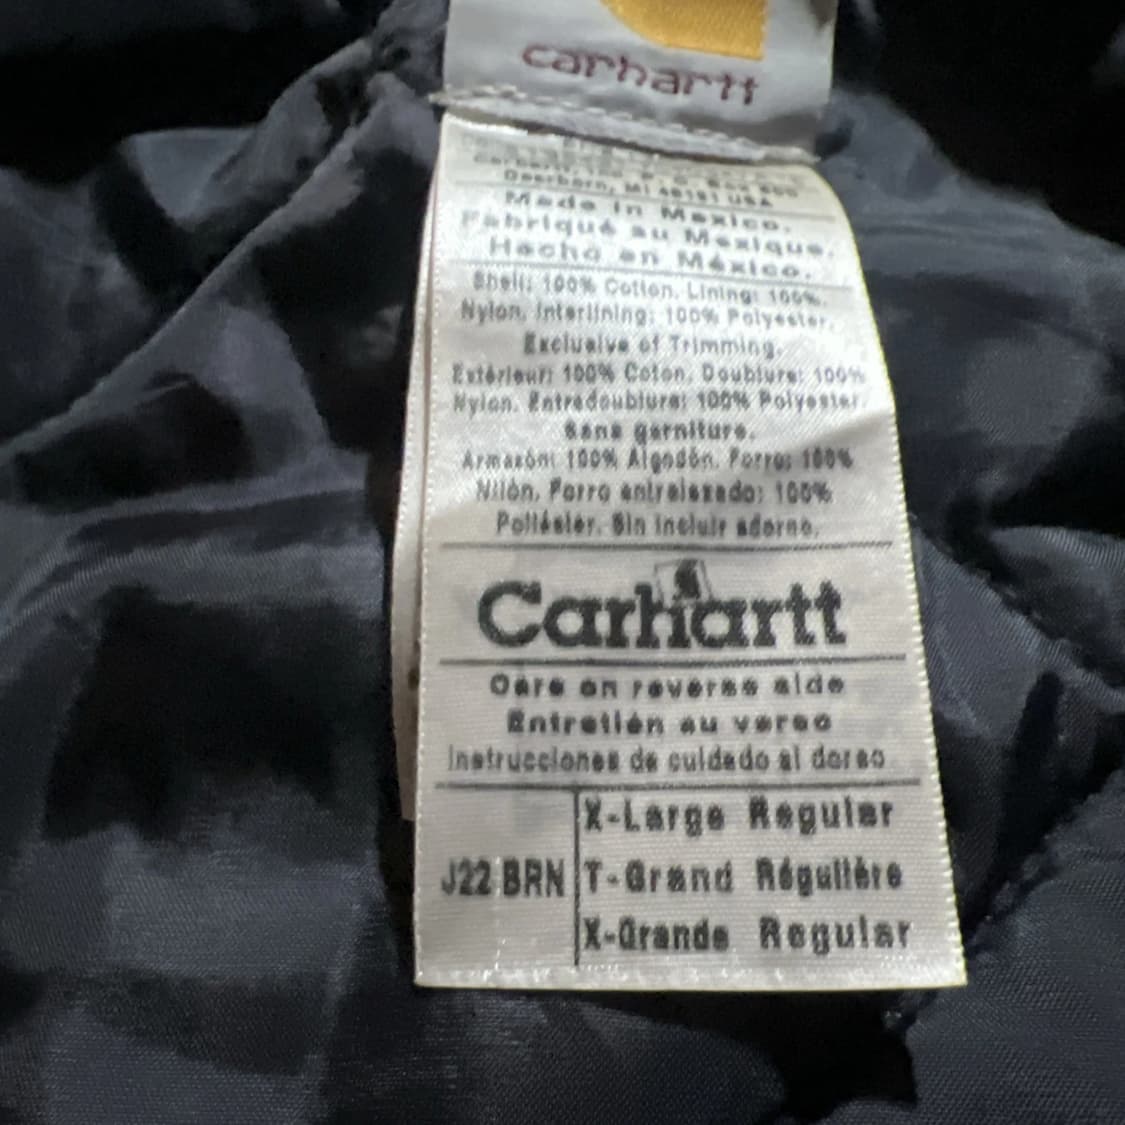 carhartt
Dearborn, MI 48121 USA
Made in Mexico.
Fabriqué au Mexique.
Hecho en México.
Shell: 100% Cotton. Lining: 100%
Nylon. Interlining: 100% Polyester.
Exclusive of Trimming.
Extérieur: 100% Coton. Doublure: 100%
Nylon. Entredoublure: 100% Polyester.
Sans garniture.
Armazón: 100% Algodón. Forro: 100%
Nilón. Forro entrelazado: 100%
Poliéster. Sin incluir adorno.
Carhartt
Care on reverse side
Entretien au verso
Instrucciones de cuidado al dorso
X-Large Regular
J22 BRN T-Grand Régulière
X-Grande Regular